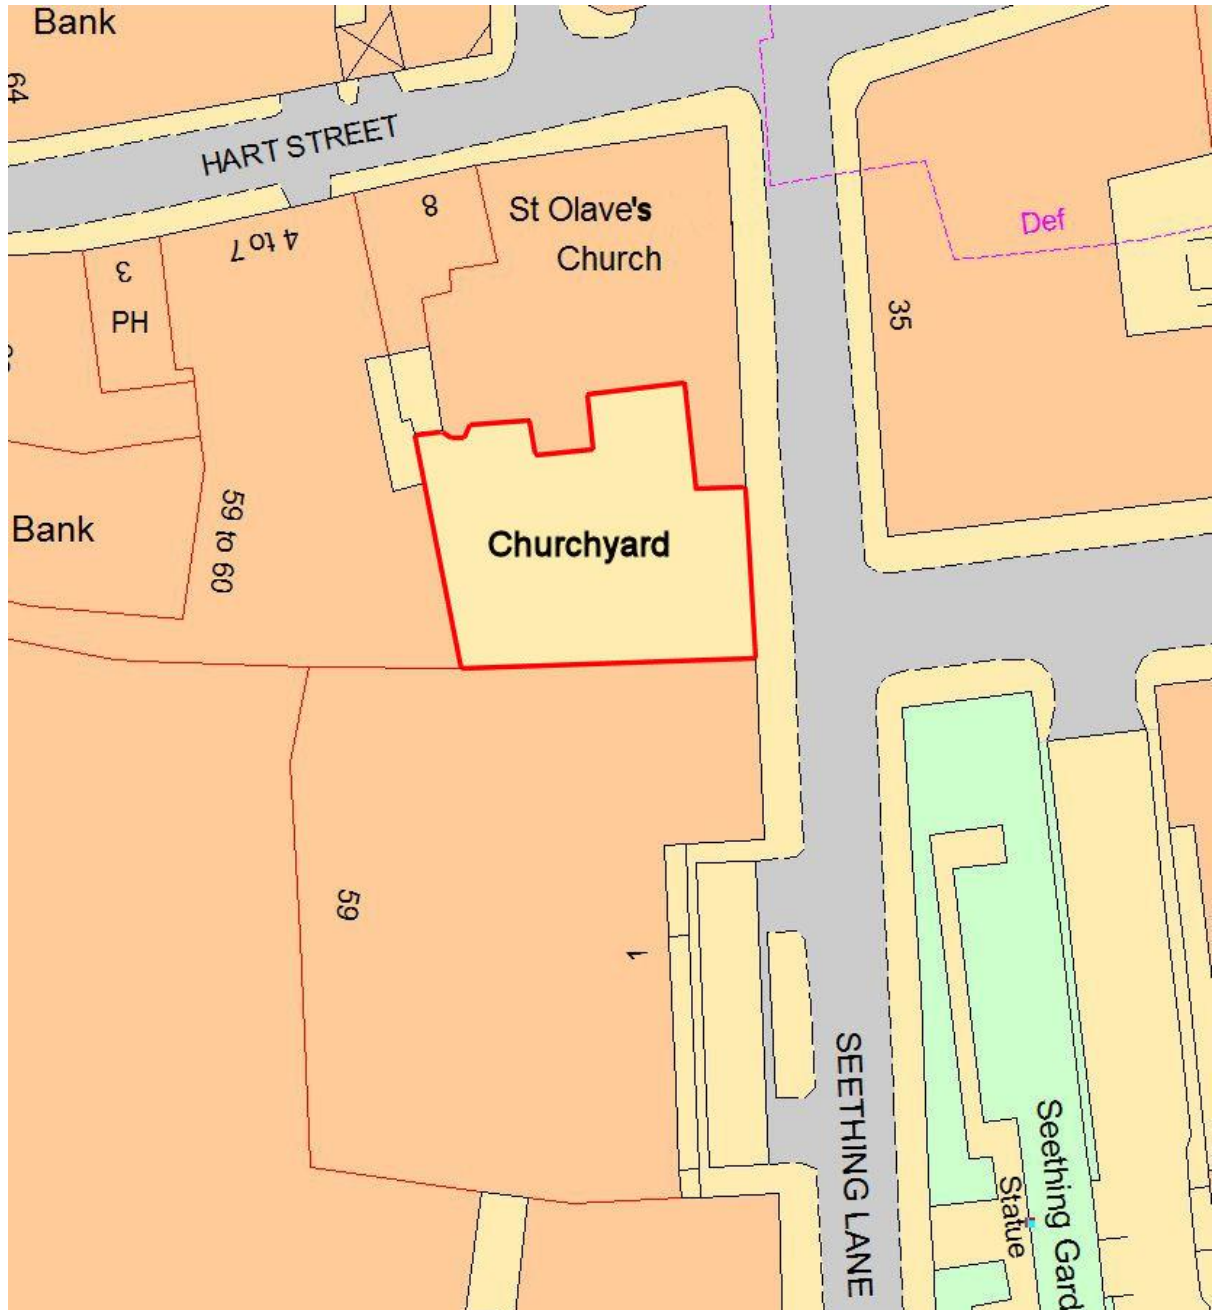 Bank
64
HART STREET
8
St Olave's
Church
4 to 7
3
PH
Def
35
Bank
59 to 60
Churchyard
59
1
SEETHING LANE
Seething Gard
Statue